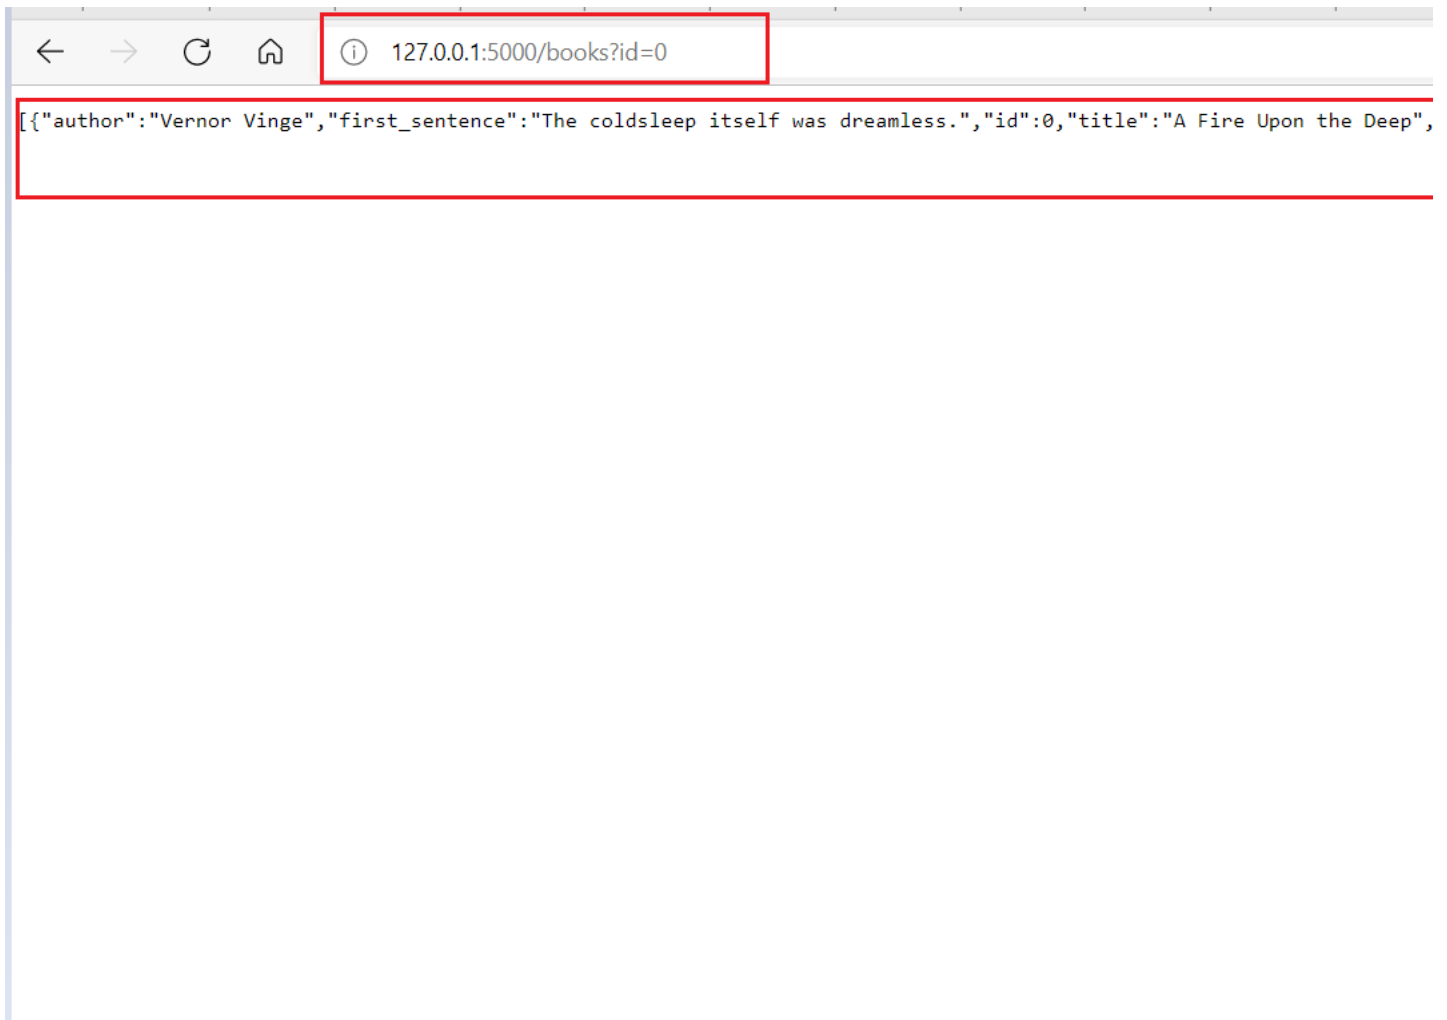 127.0.0.1:5000/books?id=0
[{"author":"Vernor Vinge","first_sentence":"The coldsleep itself was dreamless.","id":0,"title":"A Fire Upon the Deep",